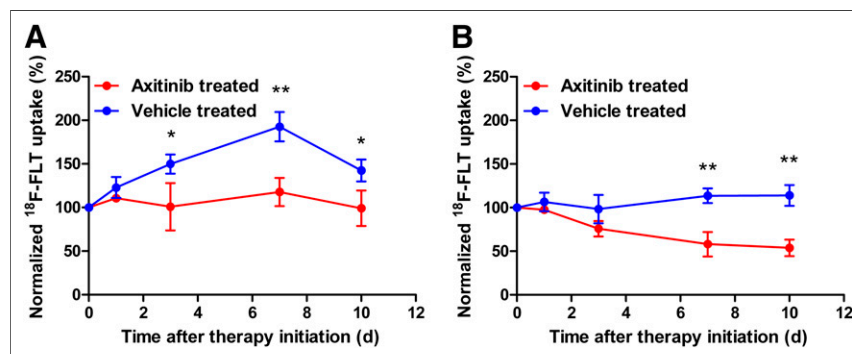 A
Normalized ¹⁸F-FLT uptake (%)
250
200
150
100
50
0
Axitinib treated
Vehicle treated
*
**
*
0 2 4 6 8 10 12
Time after therapy initiation (d)
B
Normalized ¹⁸F-FLT uptake (%)
250
200
150
100
50
0
Axitinib treated
Vehicle treated
**
**
0 2 4 6 8 10 12
Time after therapy initiation (d)